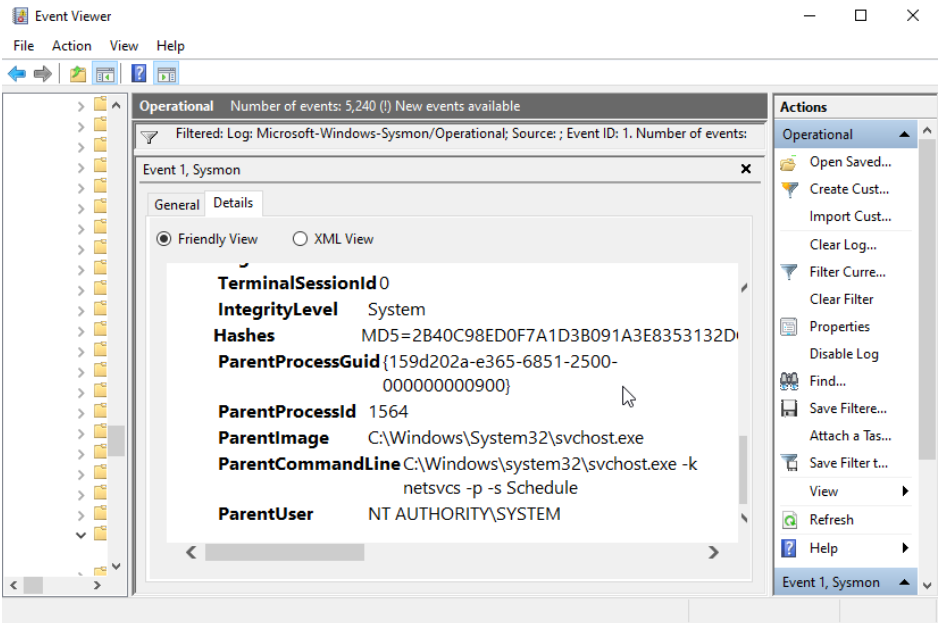 Event Viewer
File Action View Help
Operational Number of events: 5,240 (!) New events available
Filtered: Log: Microsoft-Windows-Sysmon/Operational; Source: ; Event ID: 1. Number of events:
Event 1, Sysmon
General Details
Friendly View XML View
TerminalSessionId 0
IntegrityLevel System
Hashes MD5=2B40C98ED0F7A1D3B091A3E8353132D
ParentProcessGuid {159d202a-e365-6851-2500-
000000000900}
ParentProcessId 1564
ParentImage C:\Windows\System32\svchost.exe
ParentCommandLine C:\Windows\system32\svchost.exe -k
netsvcs -p -s Schedule
ParentUser NT AUTHORITY\SYSTEM
Actions
Operational
Open Saved...
Create Cust...
Import Cust...
Clear Log...
Filter Curre...
Clear Filter
Properties
Disable Log
Find...
Save Filtere...
Attach a Tas...
Save Filter t...
View
Refresh
Help
Event 1, Sysmon